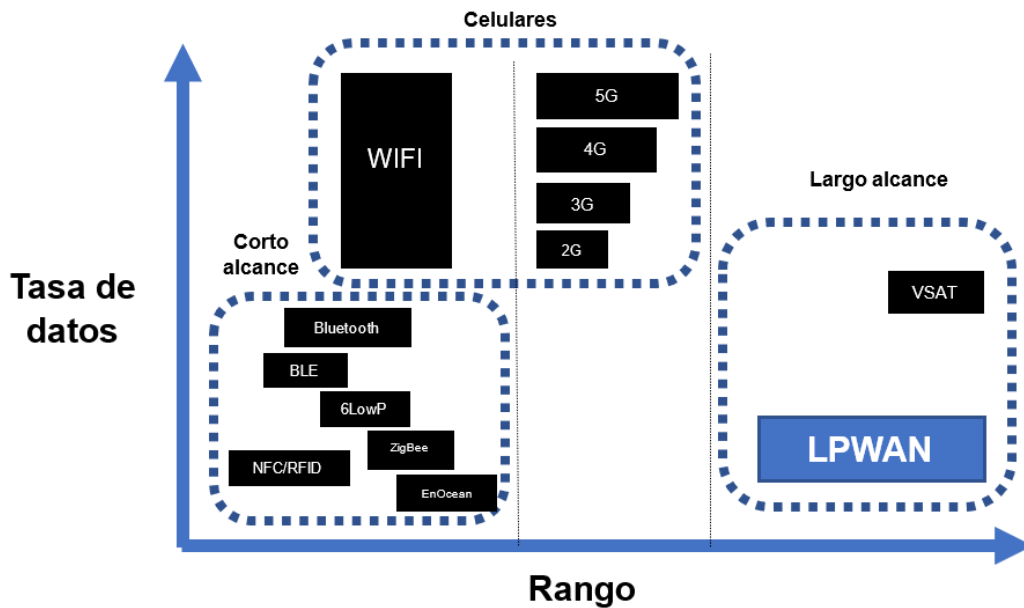 Celulares
5G
WIFI
4G
Largo alcance
3G
Corto
alcance
2G
Tasa de
datos
VSAT
Bluetooth
BLE
6LowP
ZigBee
LPWAN
NFC/RFID
EnOcean
Rango